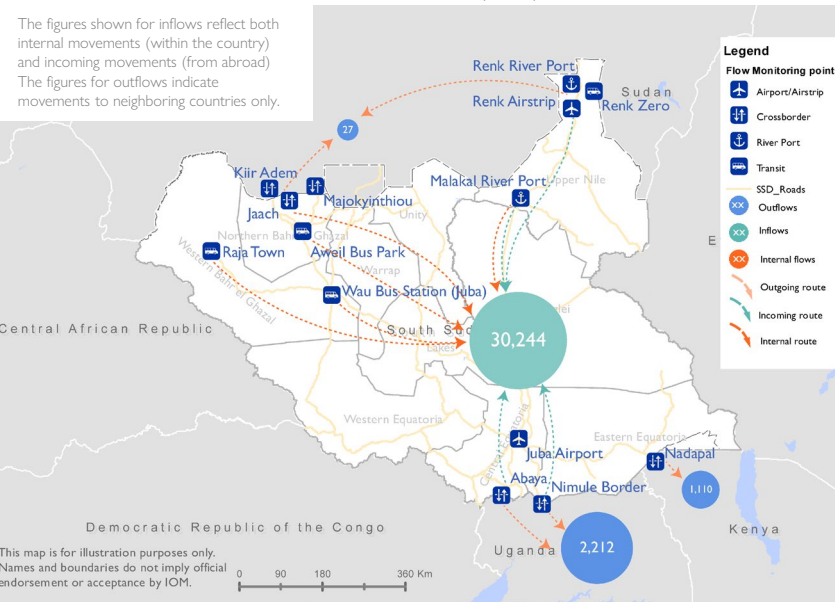 The figures shown for inflows reflect both
internal movements (within the country)
and incoming movements (from abroad)
The figures for outflows indicate
movements to neighboring countries only.
Renk River Port
Renk Airstrip
Sudan
Renk Zero
27
Kiir Adem
Majokyinthiou
Jaach
Malakal River Port
Upper Nile
Unity
Northern Bahr Ghazal
Raja Town
Aweil Bus Park
Warrap
Western Bahr el Ghazal
Wau Bus Station (Juba)
E
Central African Republic
South Sud
30,244
Lakes
Western Equatoria
Central Equatoria
Eastern Equatoria
Juba Airport
Nadapal
Abaya
Nimule Border
1,110
Democratic Republic of the Congo
Kenya
Uganda
2,212
This map is for illustration purposes only.
Names and boundaries do not imply official
endorsement or acceptance by IOM.
0 90 180 360 Km
Legend
Flow Monitoring point
Airport/Airstrip
Crossborder
River Port
Transit
SSD_Roads
XX Outflows
XX Inflows
XX Internal flows
Outgoing route
Incoming route
Internal route